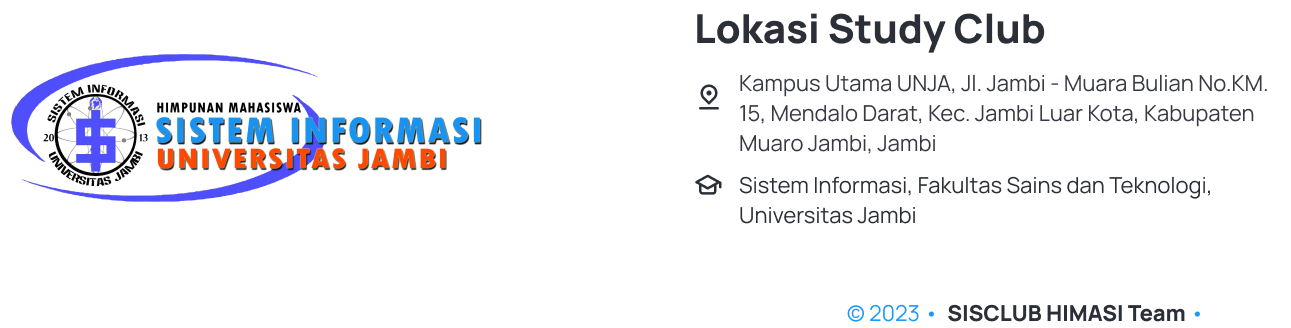 SISTEM INFORMASI
20 13
UNIVERSITAS JAMBI
HIMPUNAN MAHASISWA
SISTEM INFORMASI
UNIVERSITAS JAMBI
Lokasi Study Club
Kampus Utama UNJA, Jl. Jambi - Muara Bulian No.KM.
15, Mendalo Darat, Kec. Jambi Luar Kota, Kabupaten
Muaro Jambi, Jambi
Sistem Informasi, Fakultas Sains dan Teknologi,
Universitas Jambi
© 2023 • SISCLUB HIMASI Team •